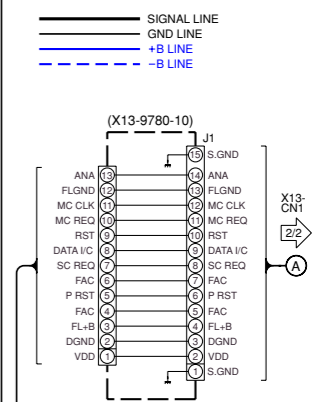 SIGNAL LINE
GND LINE
+B LINE
−B LINE
(X13-9780-10)
J1
15 S.GND
ANA 13 14 ANA
FLGND 12 13 FLGND
MC CLK 11 12 MC CLK
MC REQ 10 11 MC REQ
RST 9 10 RST
DATA I/C 8 9 DATA I/C
SC REQ 7 8 SC REQ
FAC 6 7 FAC
P RST 5 6 P RST
FAC 4 5 FAC
FL+B 3 4 FL+B
DGND 2 3 DGND
VDD 1 2 VDD
1 S.GND
X13-
CN1
2/2
A